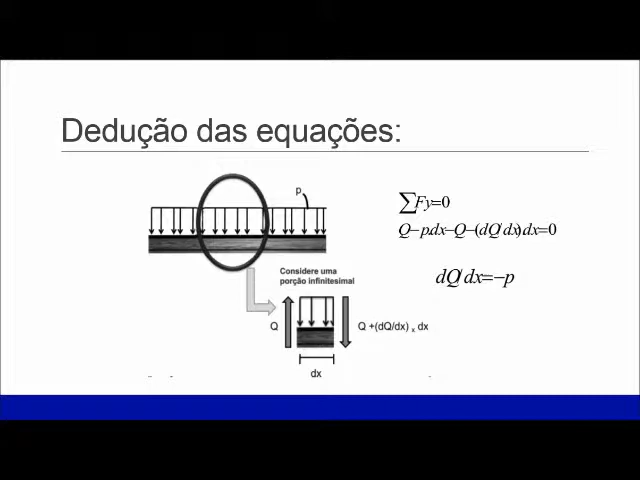 Dedução das equações:
p
∑Fy=0
Q−p.dx−Q−(dQ/dx)dx=0
dQ/dx=−p
Considere uma
porção infinitesimal
Q
Q +(dQ/dx) x dx
dx